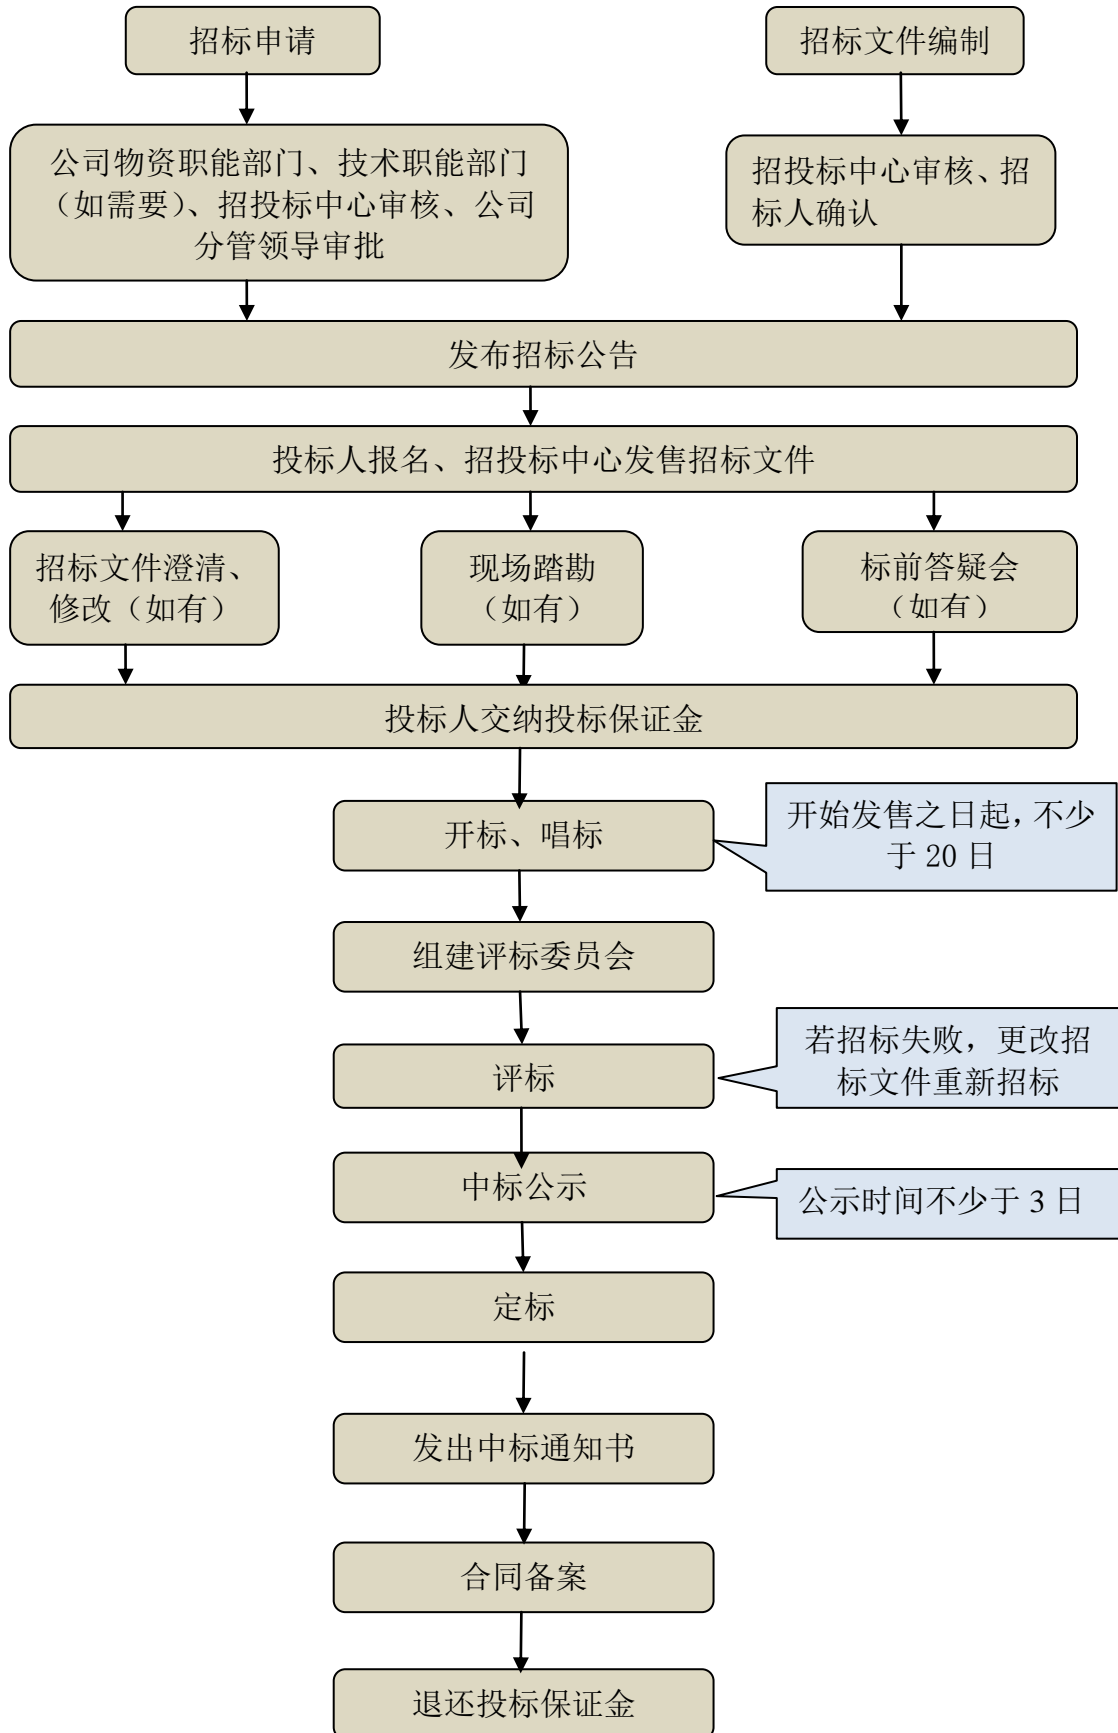 招标申请
招标文件编制
公司物资职能部门、技术职能部门
（如需要）、招投标中心审核、公司
分管领导审批
招投标中心审核、招
标人确认
发布招标公告
投标人报名、招投标中心发售招标文件
招标文件澄清、
修改（如有）
现场踏勘
（如有）
标前答疑会
（如有）
投标人交纳投标保证金
开标、唱标
开始发售之日起，不少
于 20 日
组建评标委员会
评标
若招标失败，更改招
标文件重新招标
中标公示
公示时间不少于 3 日
定标
发出中标通知书
合同备案
退还投标保证金